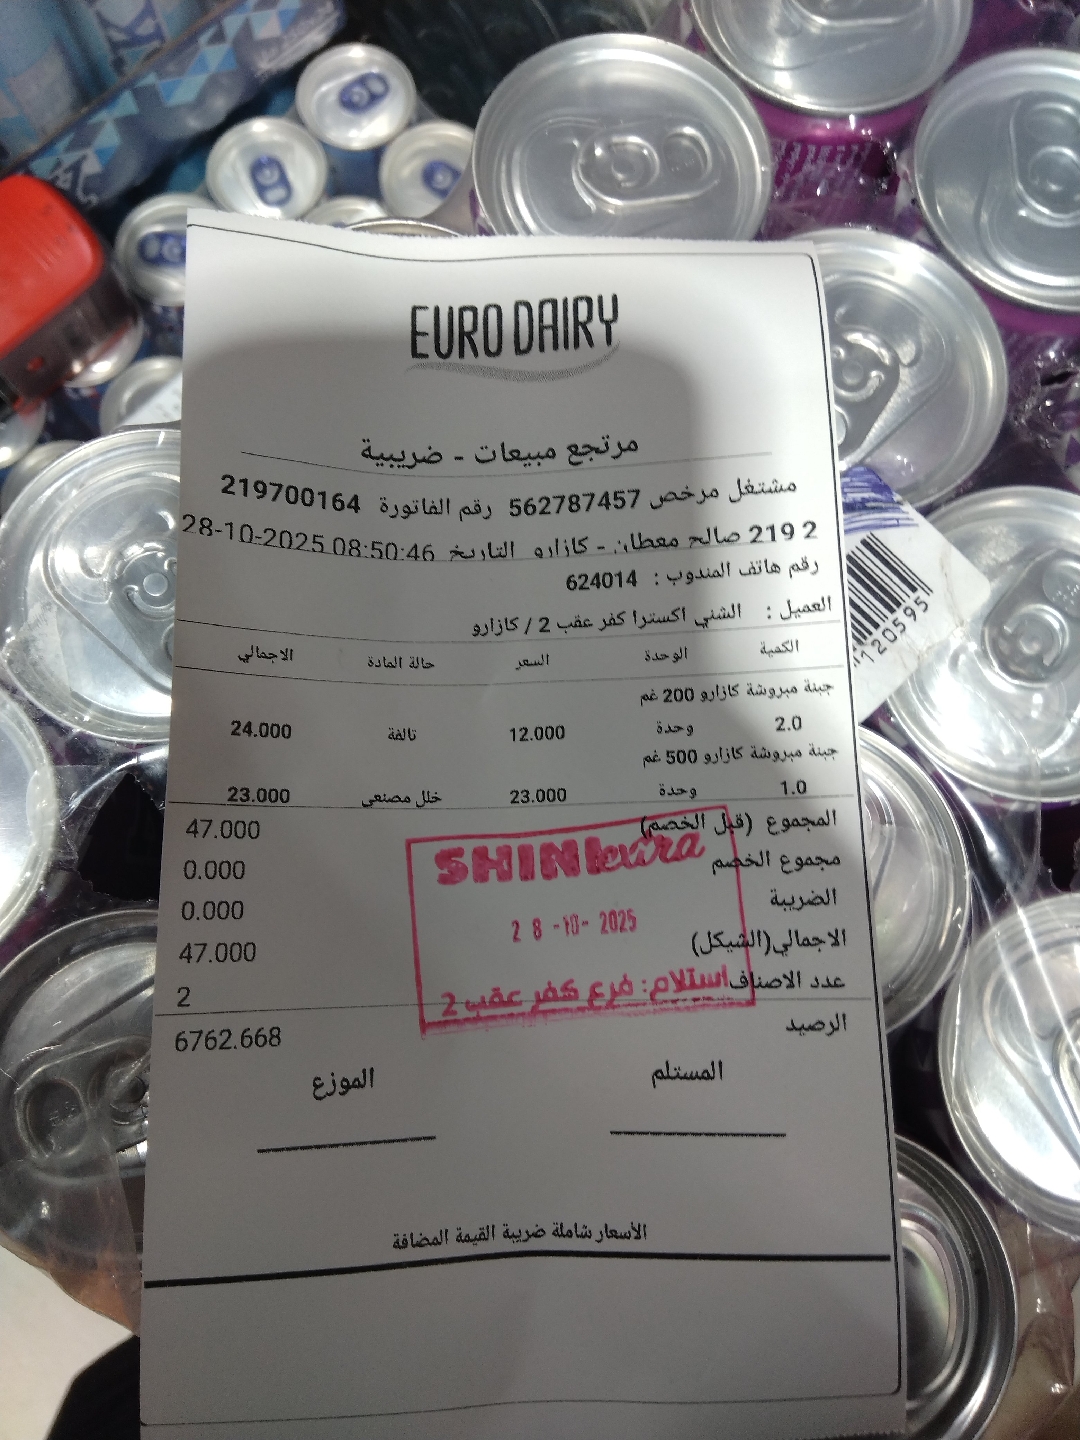 EURO DAIRY
مرتجع مبيعات - ضريبية
مشتغل مرخص 562787457 رقم الفاتورة 219700164
2 219 صالح معطان - كازارو التاريخ 28-10-2025 08:50:46
رقم هاتف المندوب : 624014
العميل : الشني اكسترا كفر عقب 2 / كازارو
الكمية الوحدة السعر حالة المادة الاجمالي
جبنة مبروشة كازارو 200 غم
2.0 وحدة 12.000 تالفة 24.000
جبنة مبروشة كازارو 500 غم
1.0 وحدة 23.000 خلل مصنعي 23.000
المجموع (قبل الخصم) 47.000
مجموع الخصم 0.000
الضريبة 0.000
الاجمالي(الشيكل) 47.000
عدد الاصناف 2
الرصيد 6762.668
SHINI extra
28-10-2025
استلام: فرع كفر عقب 2
المستلم الموزع
الأسعار شاملة ضريبة القيمة المضافة
120595